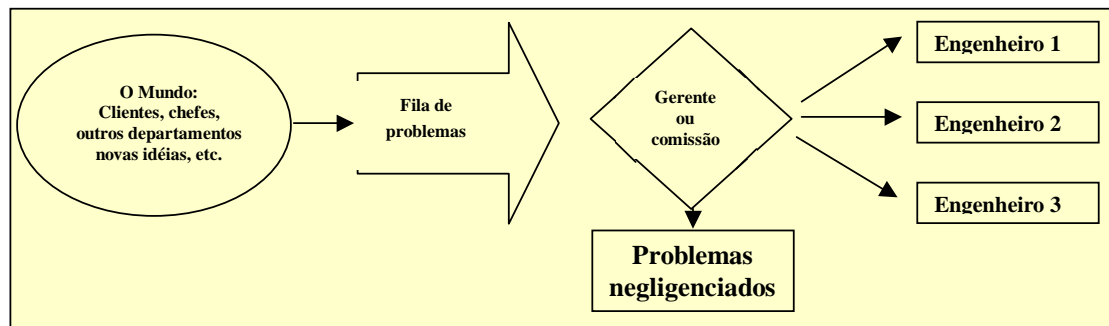 O Mundo:
Clientes, chefes,
outros departamentos
novas idéias, etc.
Fila de
problemas
Gerente
ou
comissão
Engenheiro 1
Engenheiro 2
Engenheiro 3
Problemas
negligenciados